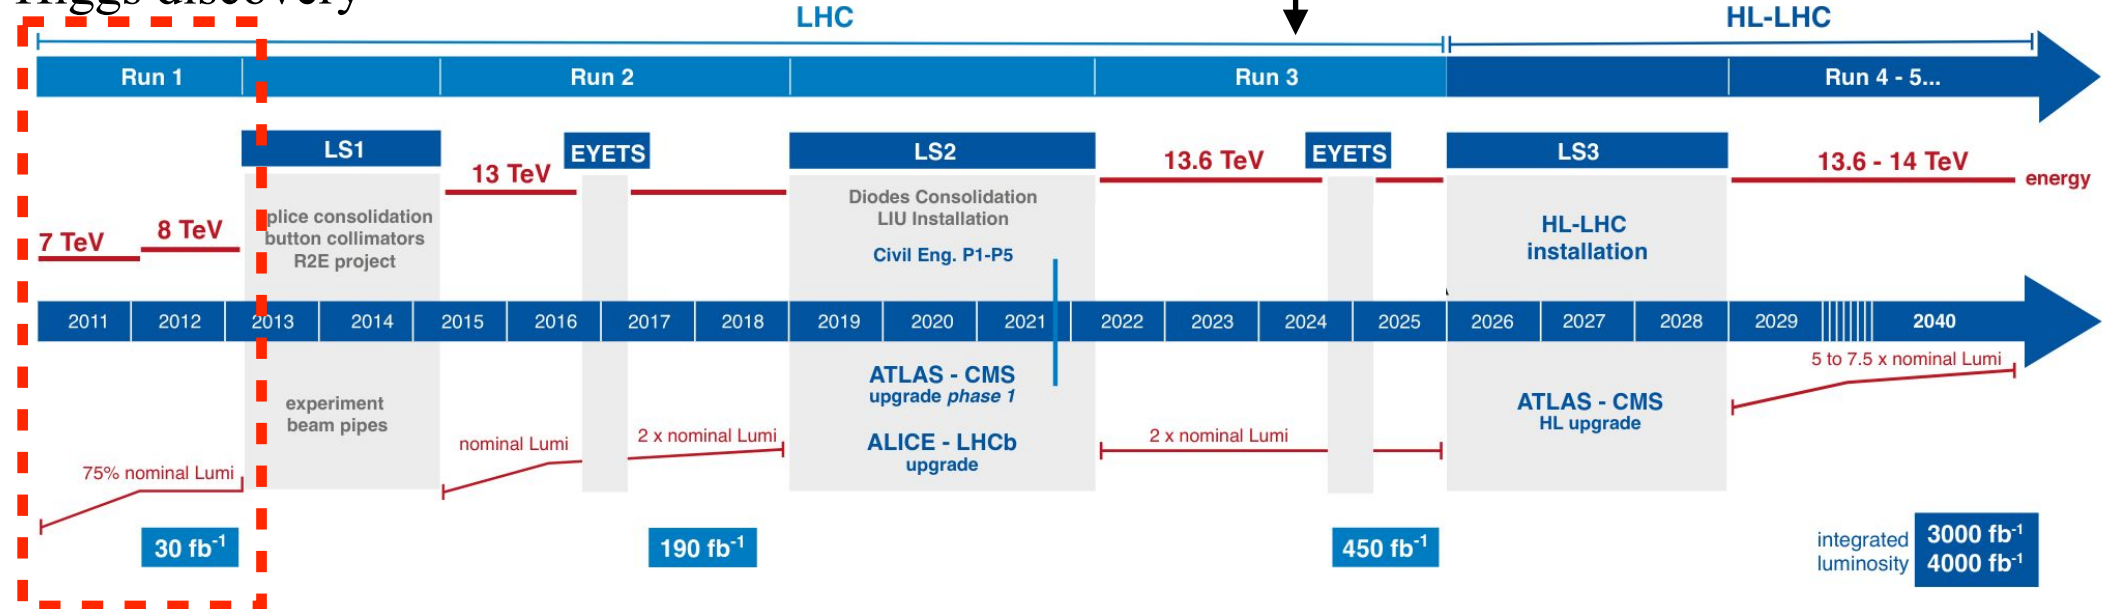 Higgs discovery
LHC
HL-LHC
Run 1
Run 2
Run 3
Run 4 - 5...
LS1
EYETS
LS2
EYETS
LS3
13 TeV
13.6 TeV
13.6 - 14 TeV
energy
7 TeV
8 TeV
plice consolidation
button collimators
R2E project
Diodes Consolidation
LIU Installation
Civil Eng. P1-P5
HL-LHC
installation
2011 2012 2013 2014 2015 2016 2017 2018 2019 2020 2021 2022 2023 2024 2025 2026 2027 2028 2029 2040
experiment
beam pipes
ATLAS - CMS
upgrade phase 1
ALICE - LHCb
upgrade
ATLAS - CMS
HL upgrade
5 to 7.5 x nominal Lumi
75% nominal Lumi
nominal Lumi
2 x nominal Lumi
2 x nominal Lumi
30 fb⁻¹
190 fb⁻¹
450 fb⁻¹
integrated
luminosity
3000 fb⁻¹
4000 fb⁻¹